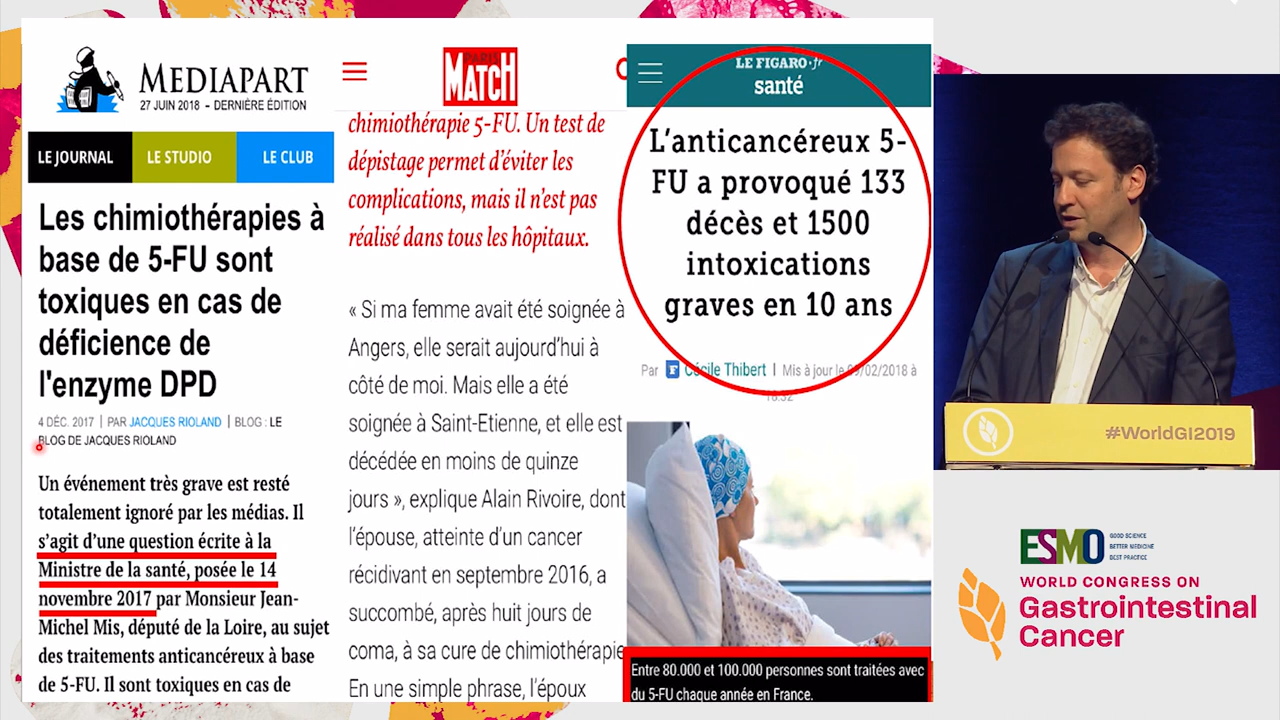 MEDIAPART
27 JUIN 2018 - DERNIÈRE ÉDITION
LE JOURNAL
LE STUDIO
LE CLUB
Les chimiothérapies à
base de 5-FU sont
toxiques en cas de
déficience de
l'enzyme DPD
4 DÉC. 2017 | PAR JACQUES RIOLAND | BLOG : LE
BLOG DE JACQUES RIOLAND
Un événement très grave est resté
totalement ignoré par les médias. Il
s'agit d'une question écrite à la
Ministre de la santé, posée le 14
novembre 2017 par Monsieur Jean-
Michel Mis, député de la Loire, au sujet
des traitements anticancéreux à base
de 5-FU. Il sont toxiques en cas de
PARIS
MATCH
chimiothérapie 5-FU. Un test de
dépistage permet d'éviter les
complications, mais il n'est pas
réalisé dans tous les hôpitaux.
« Si ma femme avait été soignée à
Angers, elle serait aujourd'hui à
côté de moi. Mais elle a été
soignée à Saint-Etienne, et elle est
décédée en moins de quinze
jours », explique Alain Rivoire, dont
l'épouse, atteinte d'un cancer
récidivant en septembre 2016, a
succombé, après huit jours de
coma, à sa cure de chimiothérapie
En une simple phrase, l'époux
LE FIGARO·fr
santé
L'anticancéreux 5-
FU a provoqué 133
décès et 1500
intoxications
graves en 10 ans
Par Cécile Thibert | Mis à jour le 09/02/2018 à
Entre 80.000 et 100.000 personnes sont traitées avec
du 5-FU chaque année en France.
#WorldGI2019
ESMO
GOOD SCIENCE
BETTER MEDICINE
BEST PRACTICE
WORLD CONGRESS ON
Gastrointestinal
Cancer